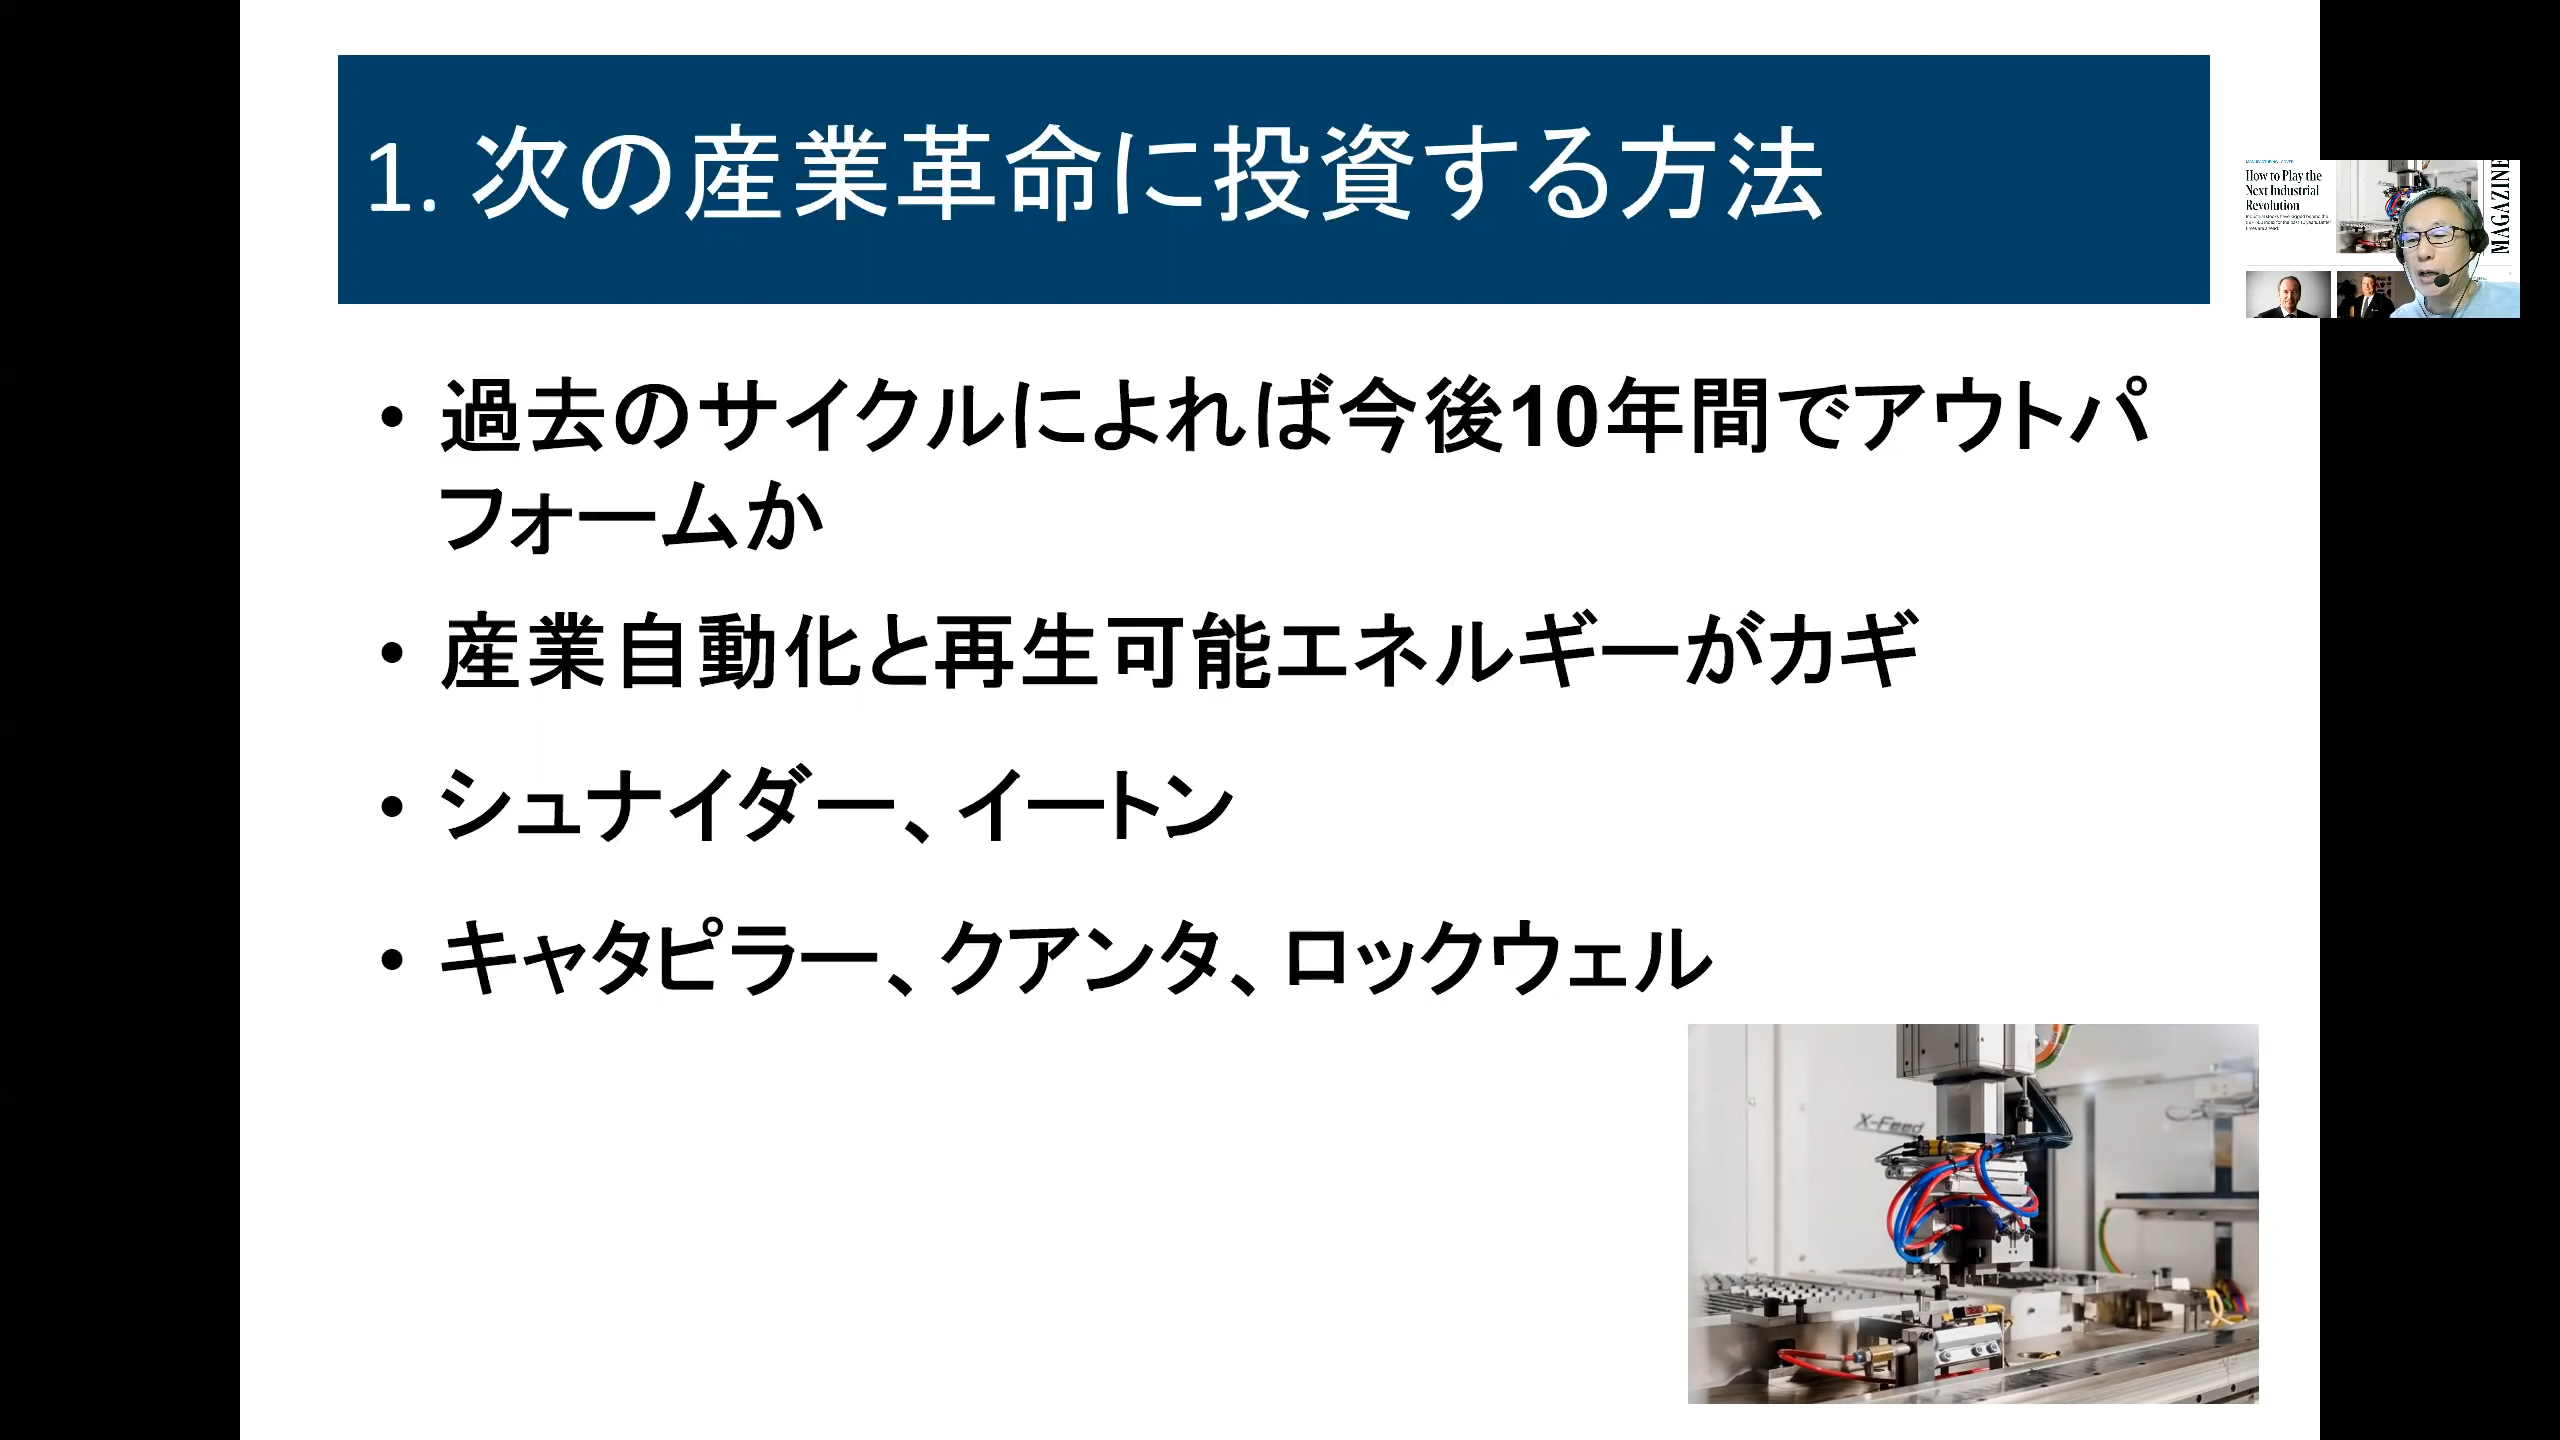 1. 次の産業革命に投資する方法
• 過去のサイクルによれば今後10年間でアウトパ
フォームか
• 産業自動化と再生可能エネルギーがカギ
• シュナイダー、イートン
• キャタピラー、クアンタ、ロックウェル
How to Play the
Next Industrial
Revolution
MAGAZINE
X-Feed